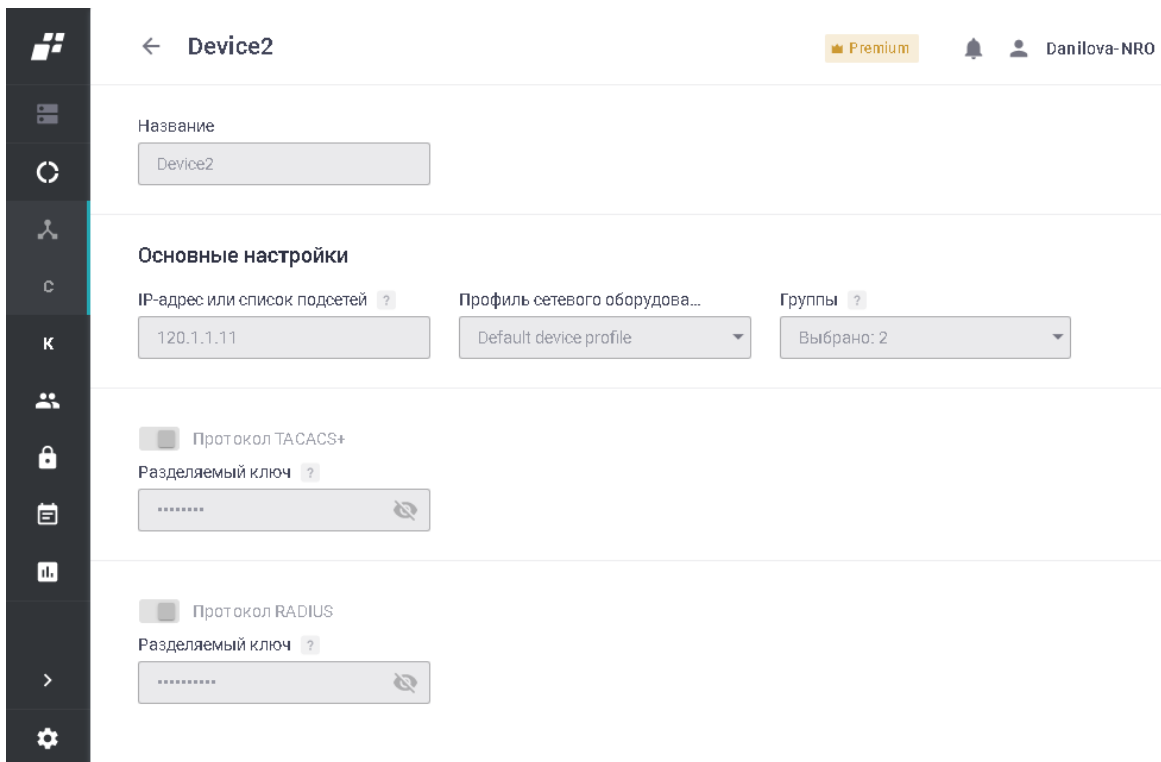 Device2
Premium
Danilova-NRO
Название
Device2
Основные настройки
IP-адрес или список подсетей ?
Профиль сетевого оборудова...
Группы ?
120.1.1.11
Default device profile
Выбрано: 2
С
К
Протокол TACACS+
Разделяемый ключ ?
••••••••
Протокол RADIUS
Разделяемый ключ ?
••••••••••